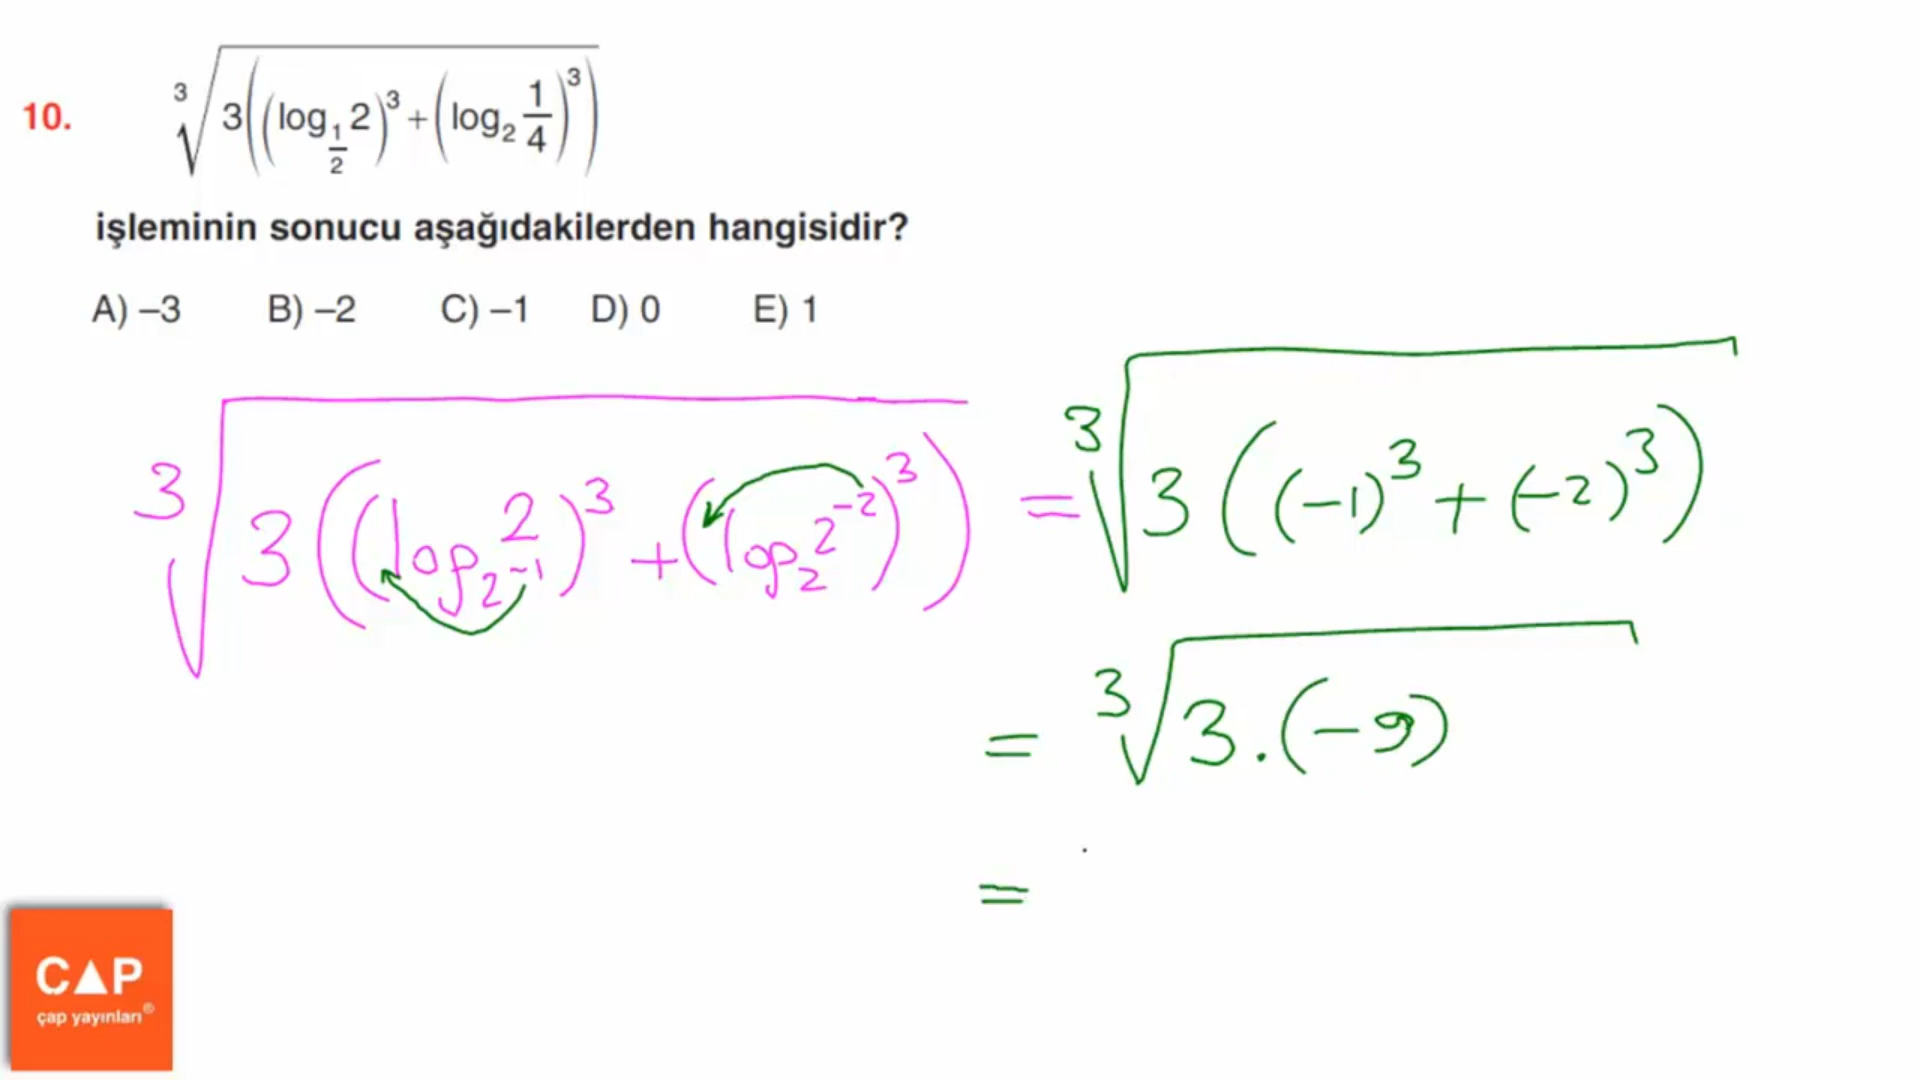 10. ∛(3((log_{1/2} 2)³ + (log₂ 1/4)³))
işleminin sonucu aşağıdakilerden hangisidir?
A) –3 B) –2 C) –1 D) 0 E) 1
∛(3((log_{2⁻¹} 2)³ + (log₂ 2⁻²)³)) = ∛(3((-1)³ + (-2)³))
= ∛(3.(-9))
=
CAP
çap yayınları®